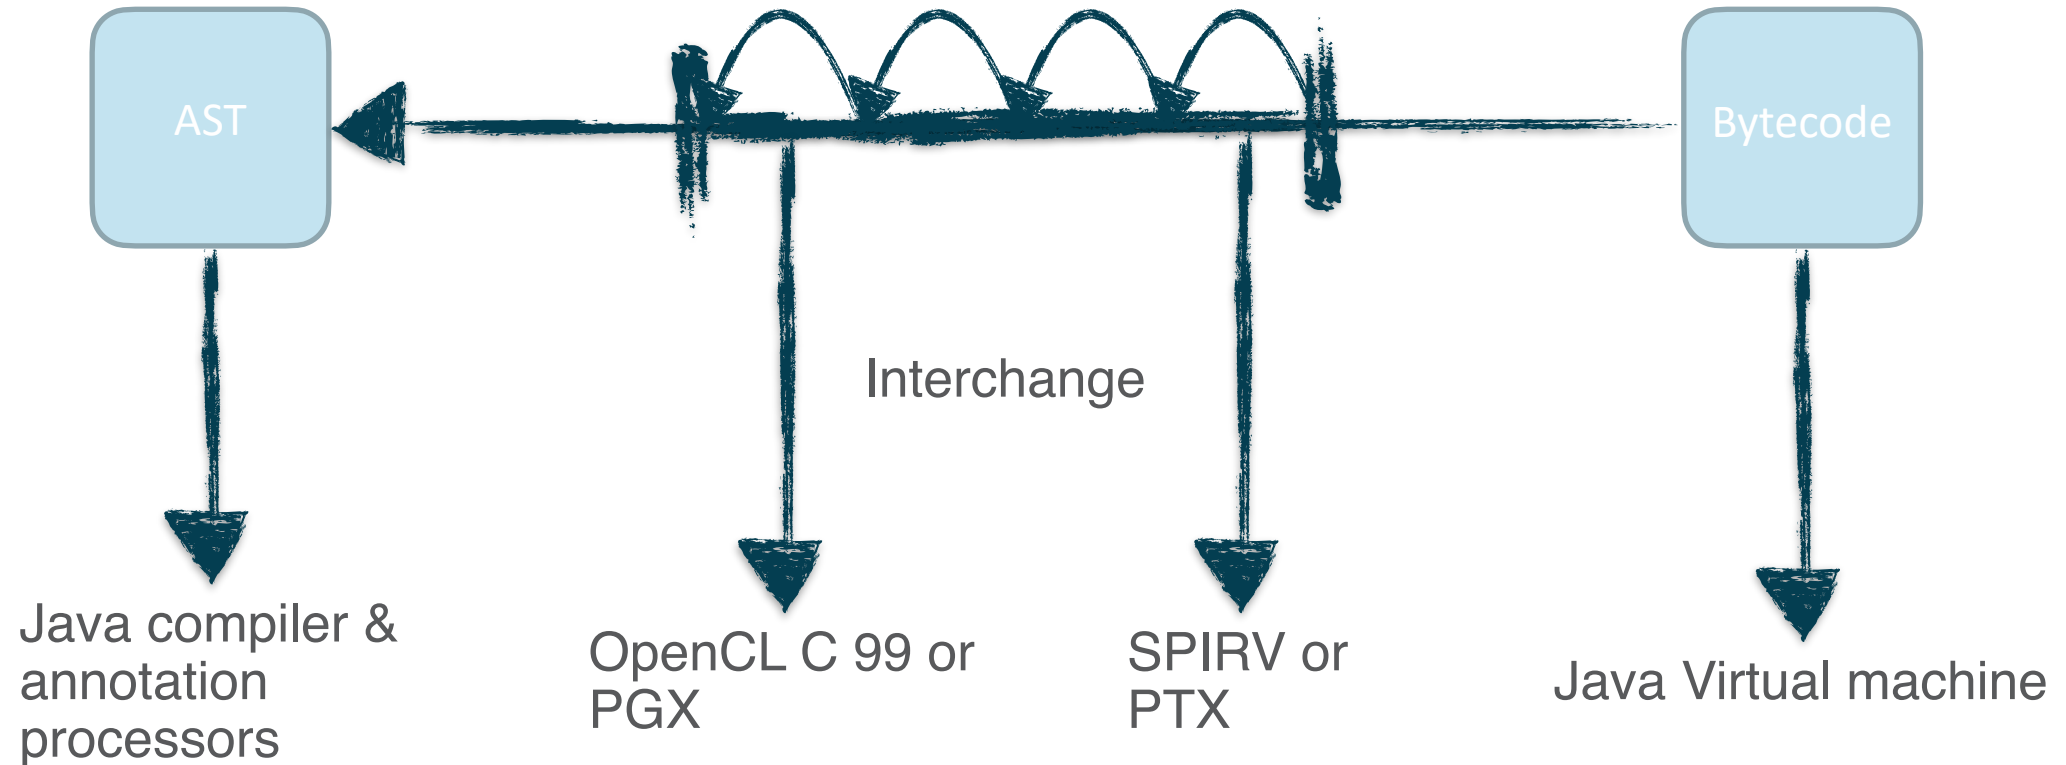 AST
Bytecode
Interchange
Java compiler &
annotation
processors
OpenCL C 99 or
PGX
SPIRV or
PTX
Java Virtual machine